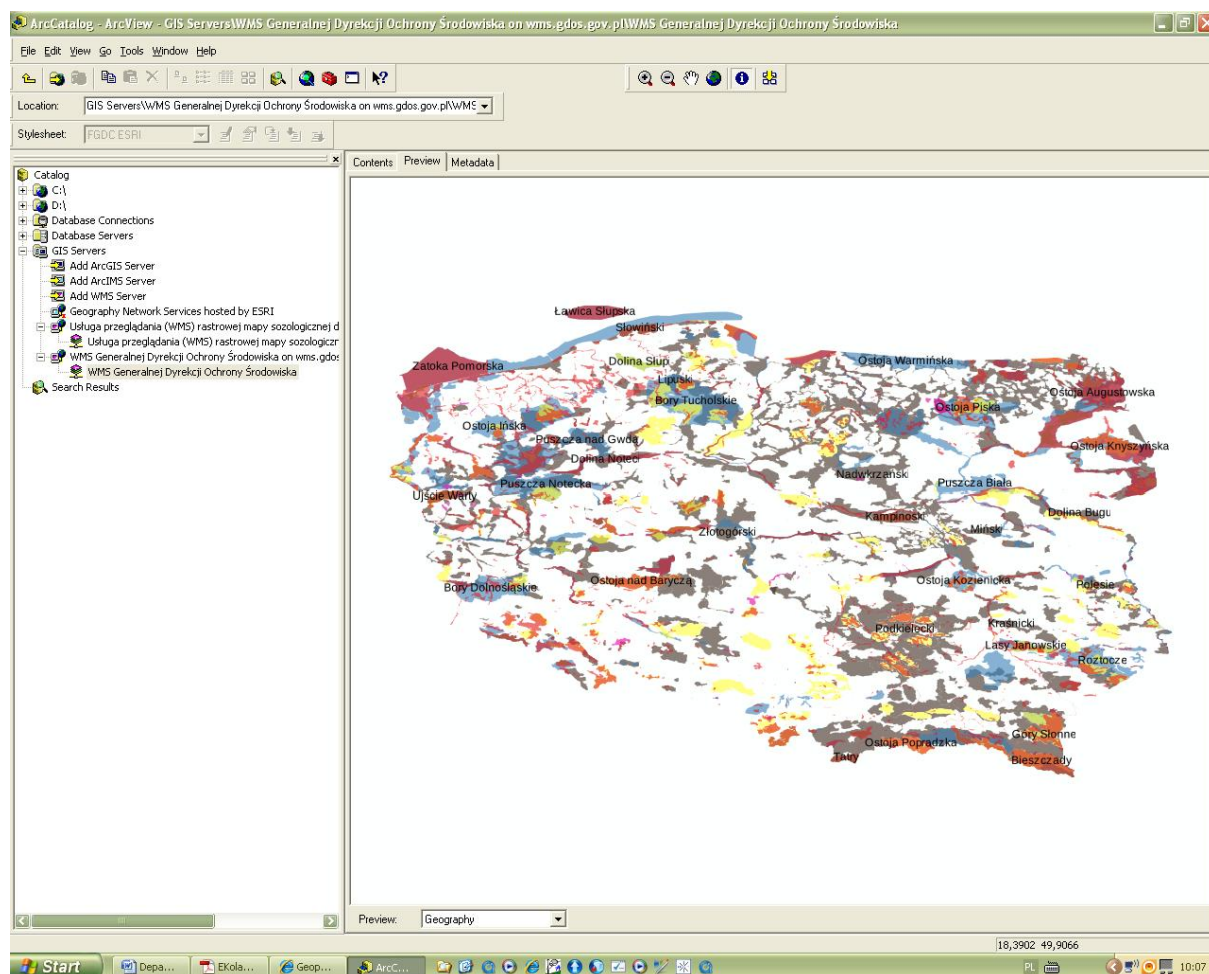 ArcCatalog - ArcView - GIS Servers\WMS Generalnej Dyrekcji Ochrony Środowiska on wms.gdos.gov.pl\WMS Generalnej Dyrekcji Ochrony Środowiska
File Edit View Go Tools Window Help
Location: GIS Servers\WMS Generalnej Dyrekcji Ochrony Środowiska on wms.gdos.gov.pl\WMS
Stylesheet: FGDC ESRI
Contents Preview Metadata
Catalog
C:\
D:\
Database Connections
Database Servers
GIS Servers
Add ArcGIS Server
Add ArcIMS Server
Add WMS Server
Geography Network Services hosted by ESRI
Usługa przeglądania (WMS) rastrowej mapy sozologicznej d
Usługa przeglądania (WMS) rastrowej mapy sozologiczr
WMS Generalnej Dyrekcji Ochrony Środowiska on wms.gdos
WMS Generalnej Dyrekcji Ochrony Środowiska
Search Results
Ławica Słupska
Słowiński
Zatoka Pomorska
Dolina Słup
Ostoja Warmińska
Lipuski
Ostoja Augustowska
Bory Tucholskie
Ostoja Piska
Ostoja Ińska
Puszcza nad Gwdą
Ostoja Knyszyńska
Dolina Noteci
Nadwkrzański
Puszcza Notecka
Puszcza Biała
Ujście Warty
Kampinoski
Dolina Bugu
Złotogórski
Miński
Bory Dolnośląskie
Ostoja nad Baryczą
Ostoja Kozienicka
Polesie
Podkielecki
Kraśnicki
Lasy Janowskie
Roztocze
Góry Słonne
Ostoja Popradzka
Tatry
Bieszczady
Preview: Geography
18,3902 49,9066
Start Depa... EKola... Geop... ArcC... PL 10:07